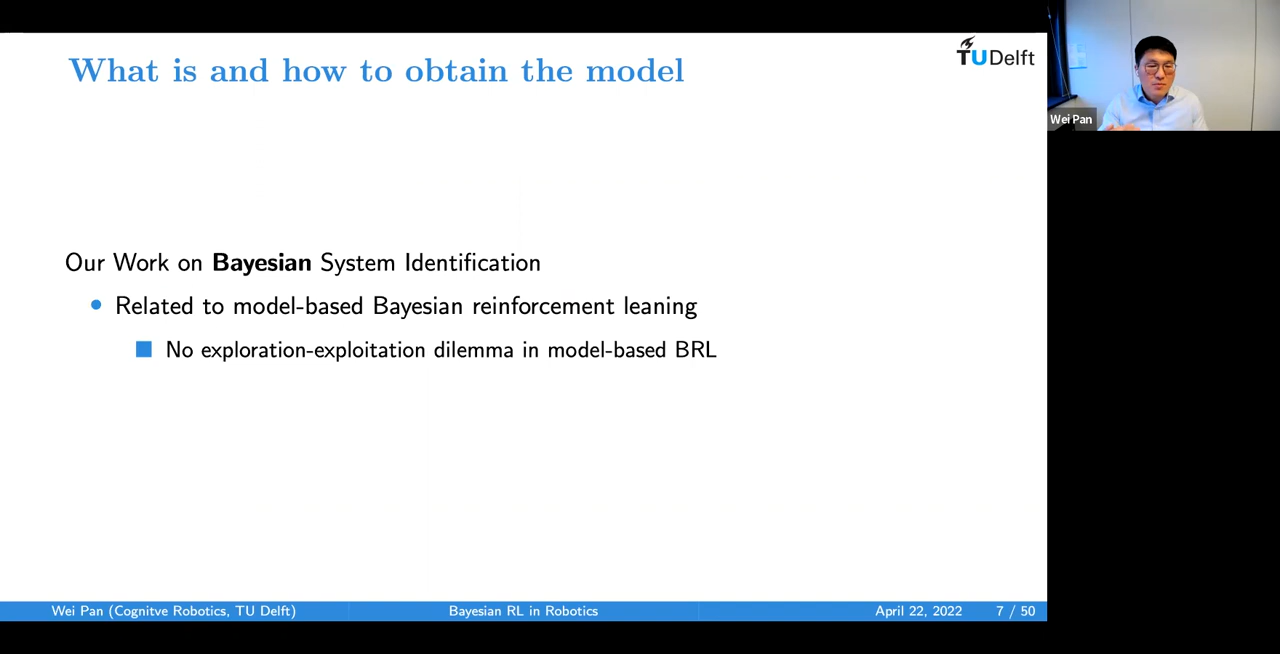 What is and how to obtain the model
TUDelft
Wei Pan
Our Work on Bayesian System Identification
Related to model-based Bayesian reinforcement leaning
No exploration-exploitation dilemma in model-based BRL
Wei Pan (Cognitve Robotics, TU Delft) Bayesian RL in Robotics April 22, 2022 7 / 50